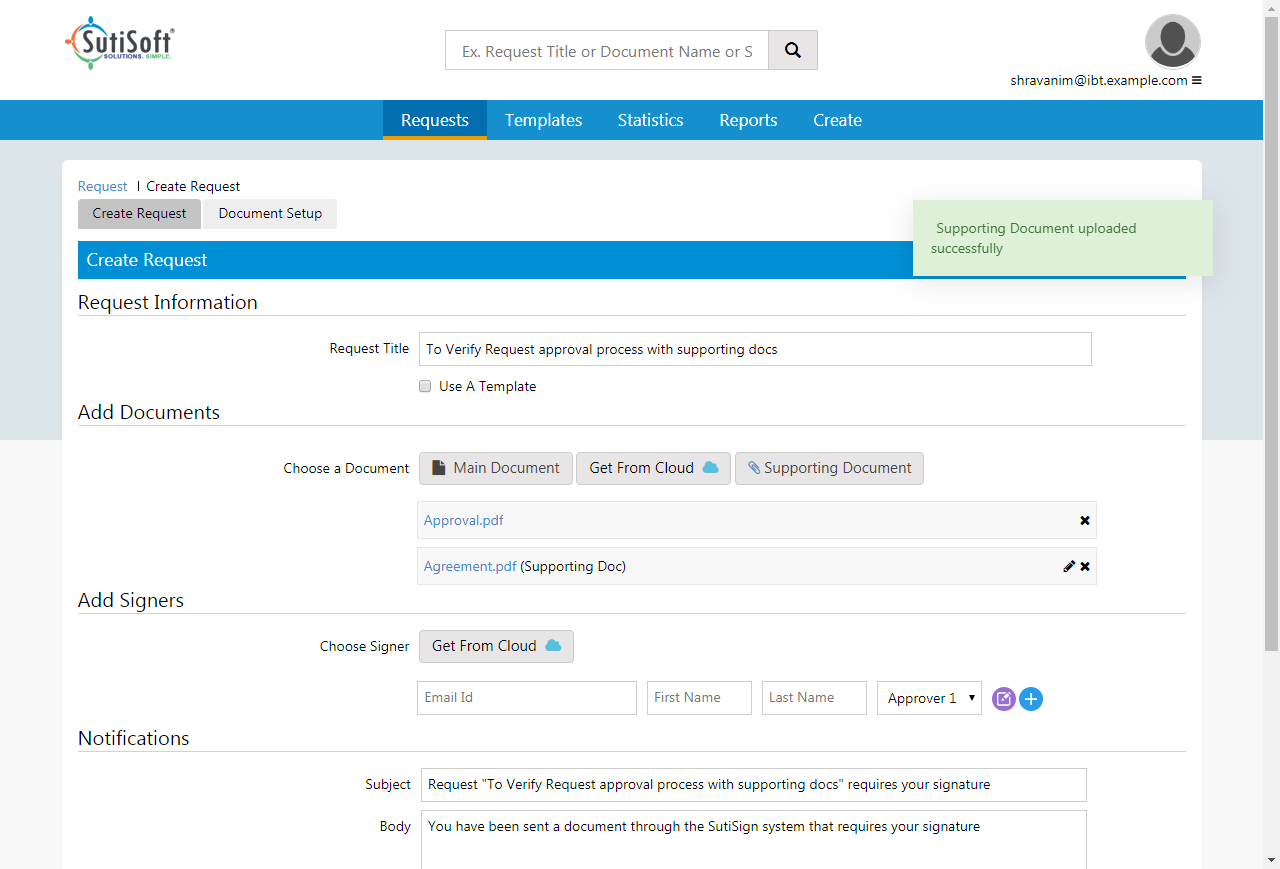 SutiSoft®
SOLUTIONS. SIMPLE.
Ex. Request Title or Document Name or S
shravanim@ibt.example.com
Requests Templates Statistics Reports Create
Request | Create Request
Create Request Document Setup
Supporting Document uploaded
successfully
Create Request
Request Information
Request Title To Verify Request approval process with supporting docs
Use A Template
Add Documents
Choose a Document Main Document Get From Cloud Supporting Document
Approval.pdf
Agreement.pdf (Supporting Doc)
Add Signers
Choose Signer Get From Cloud
Email Id First Name Last Name Approver 1
Notifications
Subject Request "To Verify Request approval process with supporting docs" requires your signature
Body You have been sent a document through the SutiSign system that requires your signature